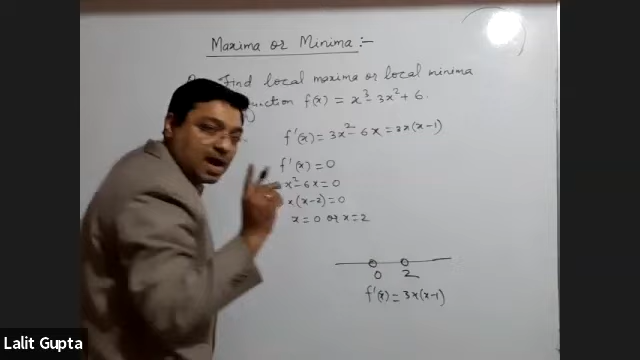 Maxima or Minima :-
Find local maxima or local minima
f(x) = x³ - 3x² + 6.
f'(x) = 3x² - 6x = 3x(x-1)
f'(x) = 0
x² - 6x = 0
x(x-2) = 0
x = 0 or x = 2
0 2
f'(x) = 3x(x-1)
Lalit Gupta